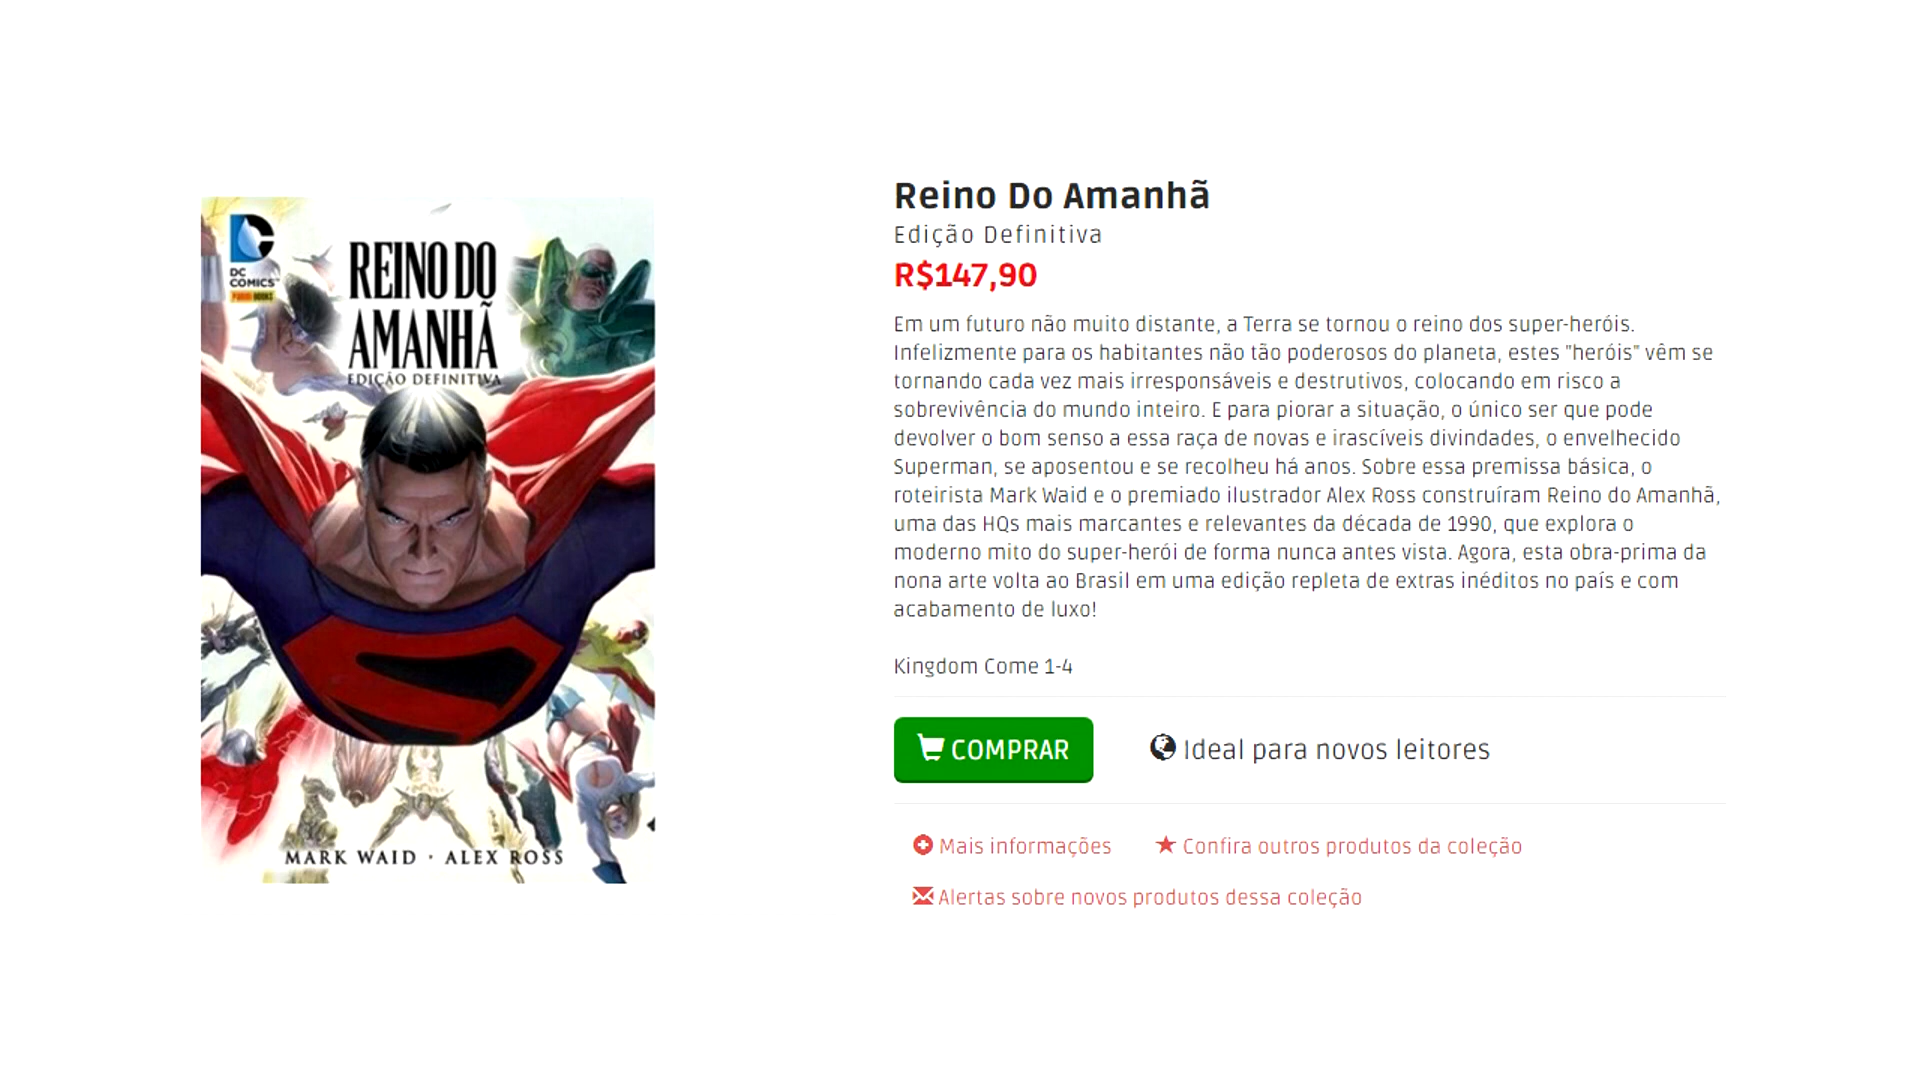 DC
COMICS™
PANINI BOOKS
REINO DO
AMANHÃ
EDIÇÃO DEFINITIVA
MARK WAID · ALEX ROSS
Reino Do Amanhã
Edição Definitiva
R$147,90
Em um futuro não muito distante, a Terra se tornou o reino dos super-heróis.
Infelizmente para os habitantes não tão poderosos do planeta, estes "heróis" vêm se
tornando cada vez mais irresponsáveis e destrutivos, colocando em risco a
sobrevivência do mundo inteiro. E para piorar a situação, o único ser que pode
devolver o bom senso a essa raça de novas e irascíveis divindades, o envelhecido
Superman, se aposentou e se recolheu há anos. Sobre essa premissa básica, o
roteirista Mark Waid e o premiado ilustrador Alex Ross construíram Reino do Amanhã,
uma das HQs mais marcantes e relevantes da década de 1990, que explora o
moderno mito do super-herói de forma nunca antes vista. Agora, esta obra-prima da
nona arte volta ao Brasil em uma edição repleta de extras inéditos no país e com
acabamento de luxo!
Kingdom Come 1-4
COMPRAR
Ideal para novos leitores
Mais informações
Confira outros produtos da coleção
Alertas sobre novos produtos dessa coleção